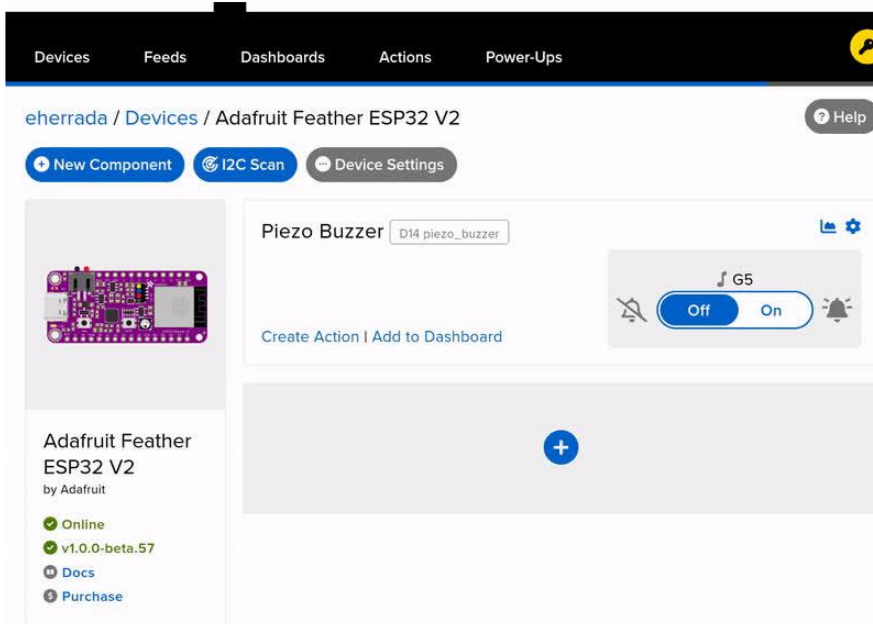 Devices Feeds Dashboards Actions Power-Ups
eherrada / Devices / Adafruit Feather ESP32 V2
Help
New Component I2C Scan Device Settings
Piezo Buzzer D14 piezo_buzzer
G5
Off On
Create Action | Add to Dashboard
Adafruit Feather
ESP32 V2
by Adafruit
Online
v1.0.0-beta.57
Docs
Purchase